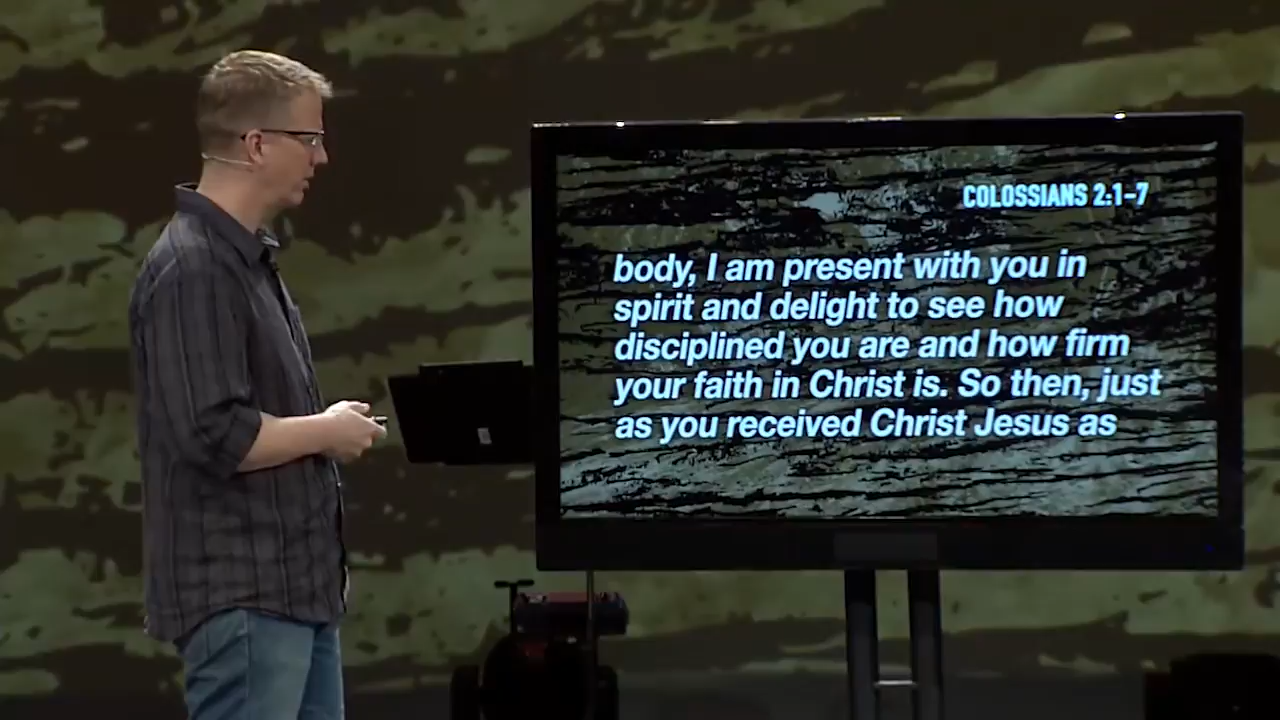 COLOSSIANS 2:1-7
body, I am present with you in
spirit and delight to see how
disciplined you are and how firm
your faith in Christ is. So then, just
as you received Christ Jesus as